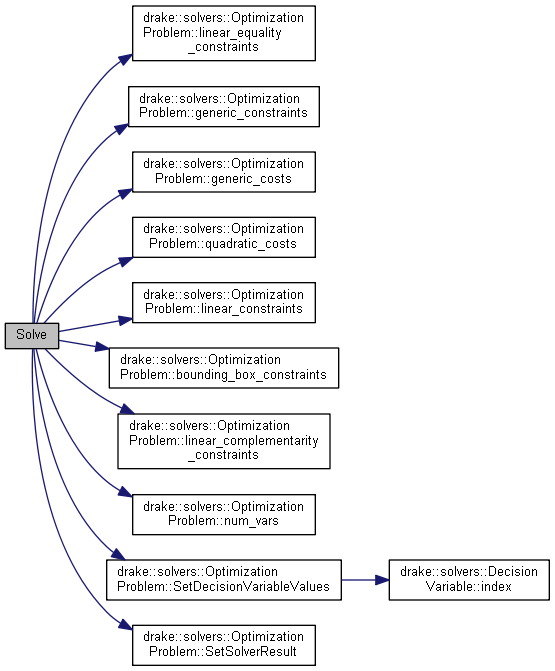 drake::solvers::Optimization
Problem::linear_equality
_constraints
drake::solvers::Optimization
Problem::generic_constraints
drake::solvers::Optimization
Problem::generic_costs
drake::solvers::Optimization
Problem::quadratic_costs
drake::solvers::Optimization
Problem::linear_constraints
Solve
drake::solvers::Optimization
Problem::bounding_box_constraints
drake::solvers::Optimization
Problem::linear_complementarity
_constraints
drake::solvers::Optimization
Problem::num_vars
drake::solvers::Optimization
Problem::SetDecisionVariableValues
drake::solvers::Decision
Variable::index
drake::solvers::Optimization
Problem::SetSolverResult